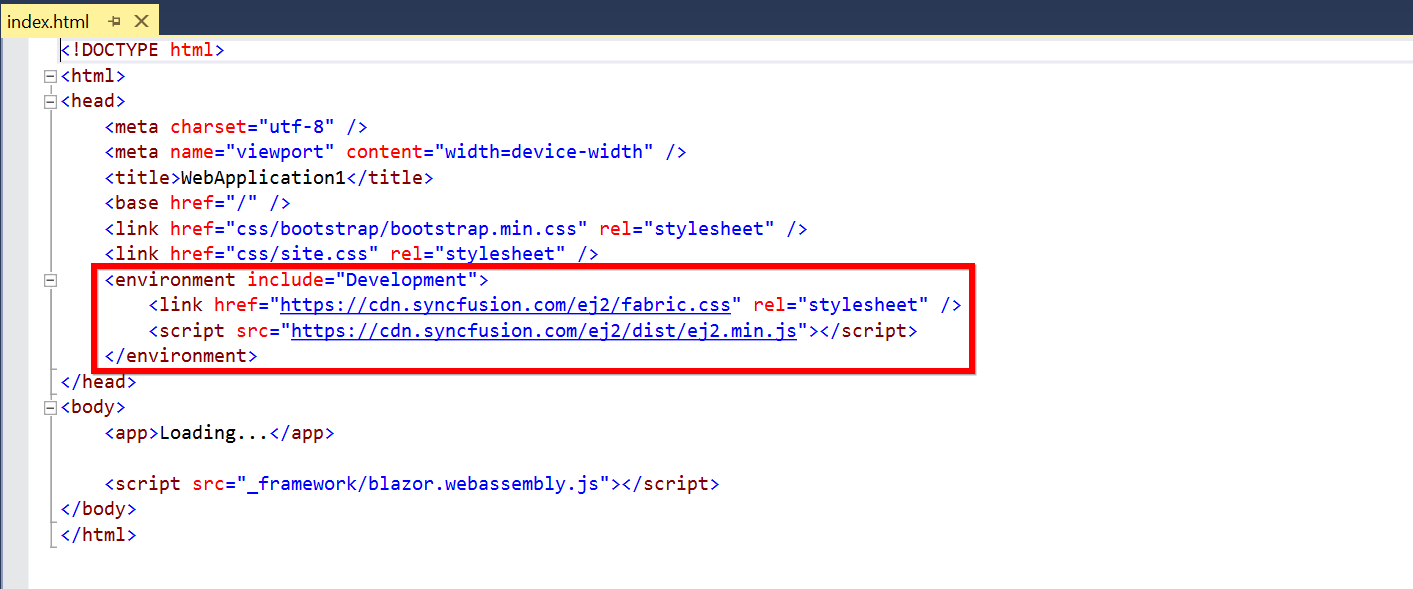 index.html
<!DOCTYPE html>
<html>
<head>
    <meta charset="utf-8" />
    <meta name="viewport" content="width=device-width" />
    <title>WebApplication1</title>
    <base href="/" />
    <link href="css/bootstrap/bootstrap.min.css" rel="stylesheet" />
    <link href="css/site.css" rel="stylesheet" />
    <environment include="Development">
        <link href="https://cdn.syncfusion.com/ej2/fabric.css" rel="stylesheet" />
        <script src="https://cdn.syncfusion.com/ej2/dist/ej2.min.js"></script>
    </environment>
</head>
<body>
    <app>Loading...</app>
    <script src="_framework/blazor.webassembly.js"></script>
</body>
</html>